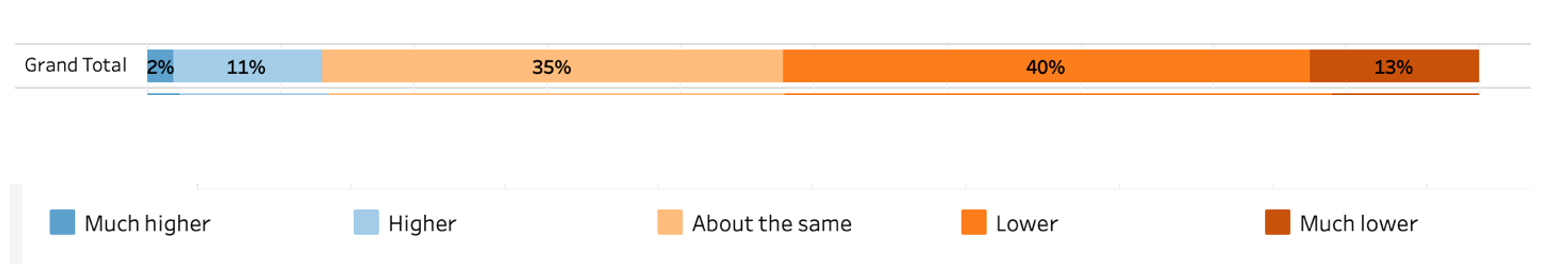 Grand Total 2% 11% 35% 40% 13%
Much higher Higher About the same Lower Much lower